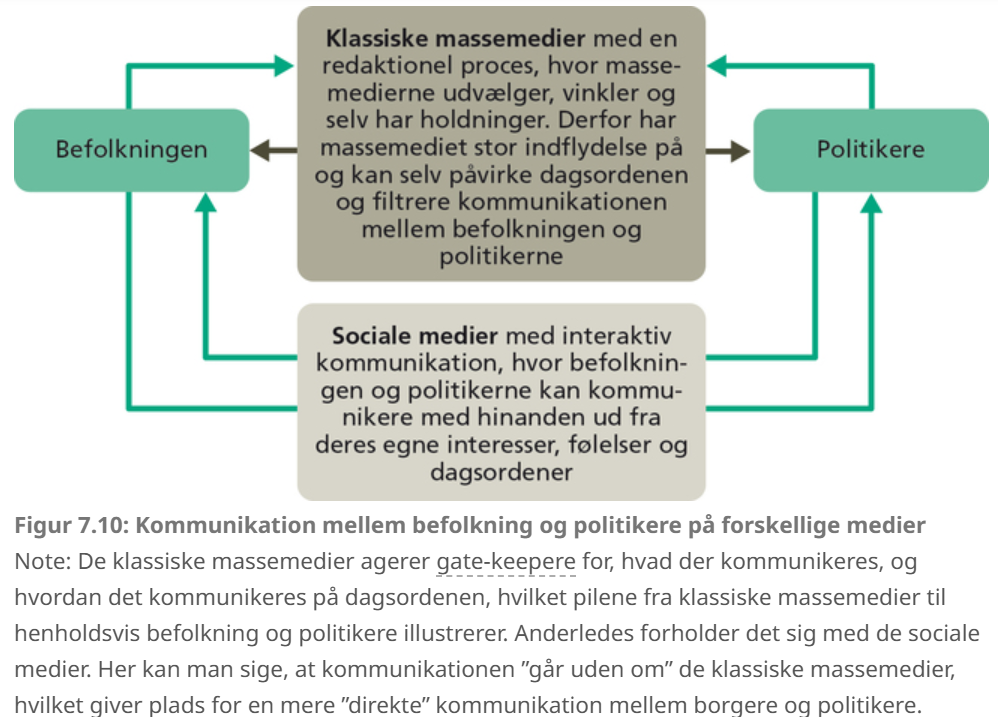 Klassiske massemedier med en
redaktionel proces, hvor masse-
medierne udvælger, vinkler og
selv har holdninger. Derfor har
massemediet stor indflydelse på
og kan selv påvirke dagsordenen
og filtrere kommunikationen
mellem befolkningen og
politikerne
Befolkningen
Politikere
Sociale medier med interaktiv
kommunikation, hvor befolknin-
gen og politikerne kan kommu-
nikere med hinanden ud fra
deres egne interesser, følelser og
dagsordener
Figur 7.10: Kommunikation mellem befolkning og politikere på forskellige medier
Note: De klassiske massemedier agerer gate-keepere for, hvad der kommunikeres, og
hvordan det kommunikeres på dagsordenen, hvilket pilene fra klassiske massemedier til
henholdsvis befolkning og politikere illustrerer. Anderledes forholder det sig med de sociale
medier. Her kan man sige, at kommunikationen ”går uden om” de klassiske massemedier,
hvilket giver plads for en mere ”direkte” kommunikation mellem borgere og politikere.